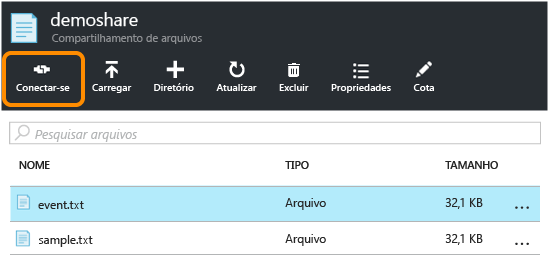 demoshare
Compartilhamento de arquivos
Conectar-se Carregar Diretório Atualizar Excluir Propriedades Cota
Pesquisar arquivos
NOME TIPO TAMANHO
event.txt Arquivo 32,1 KB ...
sample.txt Arquivo 32,1 KB ...